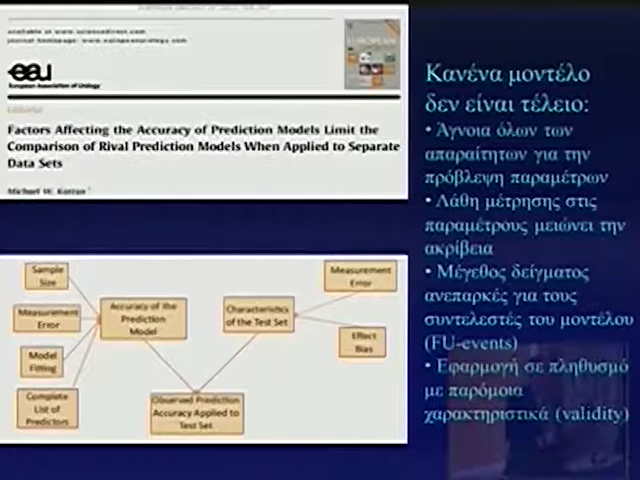 available at www.sciencedirect.com
journal homepage: www.europeanurology.com
eau
European Association of Urology
EUROPEAN
Editorial
Factors Affecting the Accuracy of Prediction Models Limit the
Comparison of Rival Prediction Models When Applied to Separate
Data Sets
Michael W. Kattan
Sample
Size
Measurement
Error
Model
Fitting
Complete
List of
Predictors
Accuracy of the
Prediction
Model
Characteristics
of the Test Set
Measurement
Error
Effect
Bias
Observed Prediction
Accuracy Applied to
Test Set
Κανένα μοντέλο
δεν είναι τέλειο:
• Άγνοια όλων των
απαραίτητων για την
πρόβλεψη παραμέτρων
• Λάθη μέτρησης στις
παραμέτρους μειώνει την
ακρίβεια
• Μέγεθος δείγματος
ανεπαρκές για τους
συντελεστές του μοντέλου
(FU-events)
• Εφαρμογή σε πληθυσμό
με παρόμοια
χαρακτηριστικά (validity)